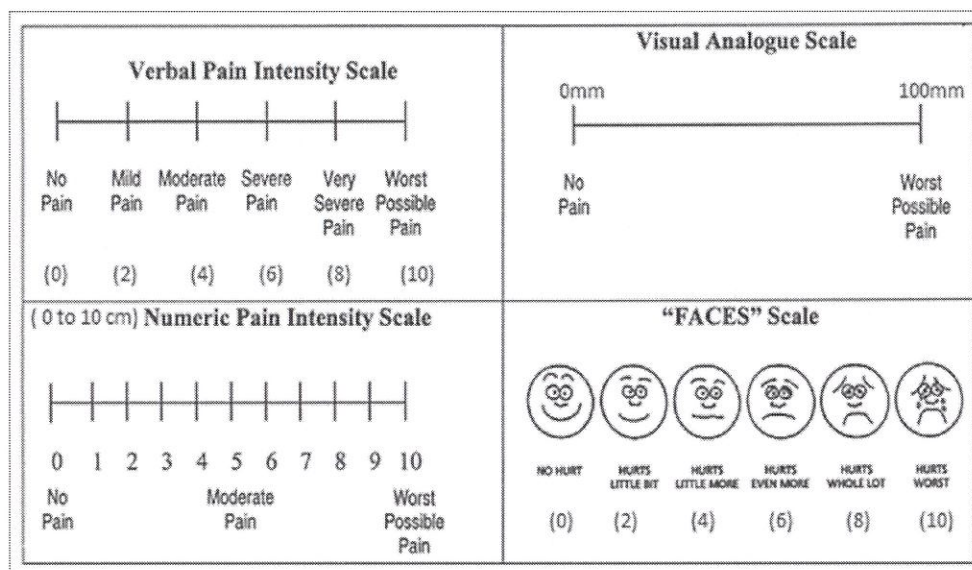 Verbal Pain Intensity Scale
No Pain
Mild Pain
Moderate Pain
Severe Pain
Very Severe Pain
Worst Possible Pain
(0) (2) (4) (6) (8) (10)
Visual Analogue Scale
0mm 100mm
No Pain
Worst Possible Pain
( 0 to 10 cm) Numeric Pain Intensity Scale
0 1 2 3 4 5 6 7 8 9 10
No Pain
Moderate Pain
Worst Possible Pain
“FACES” Scale
NO HURT
HURTS LITTLE BIT
HURTS LITTLE MORE
HURTS EVEN MORE
HURTS WHOLE LOT
HURTS WORST
(0) (2) (4) (6) (8) (10)